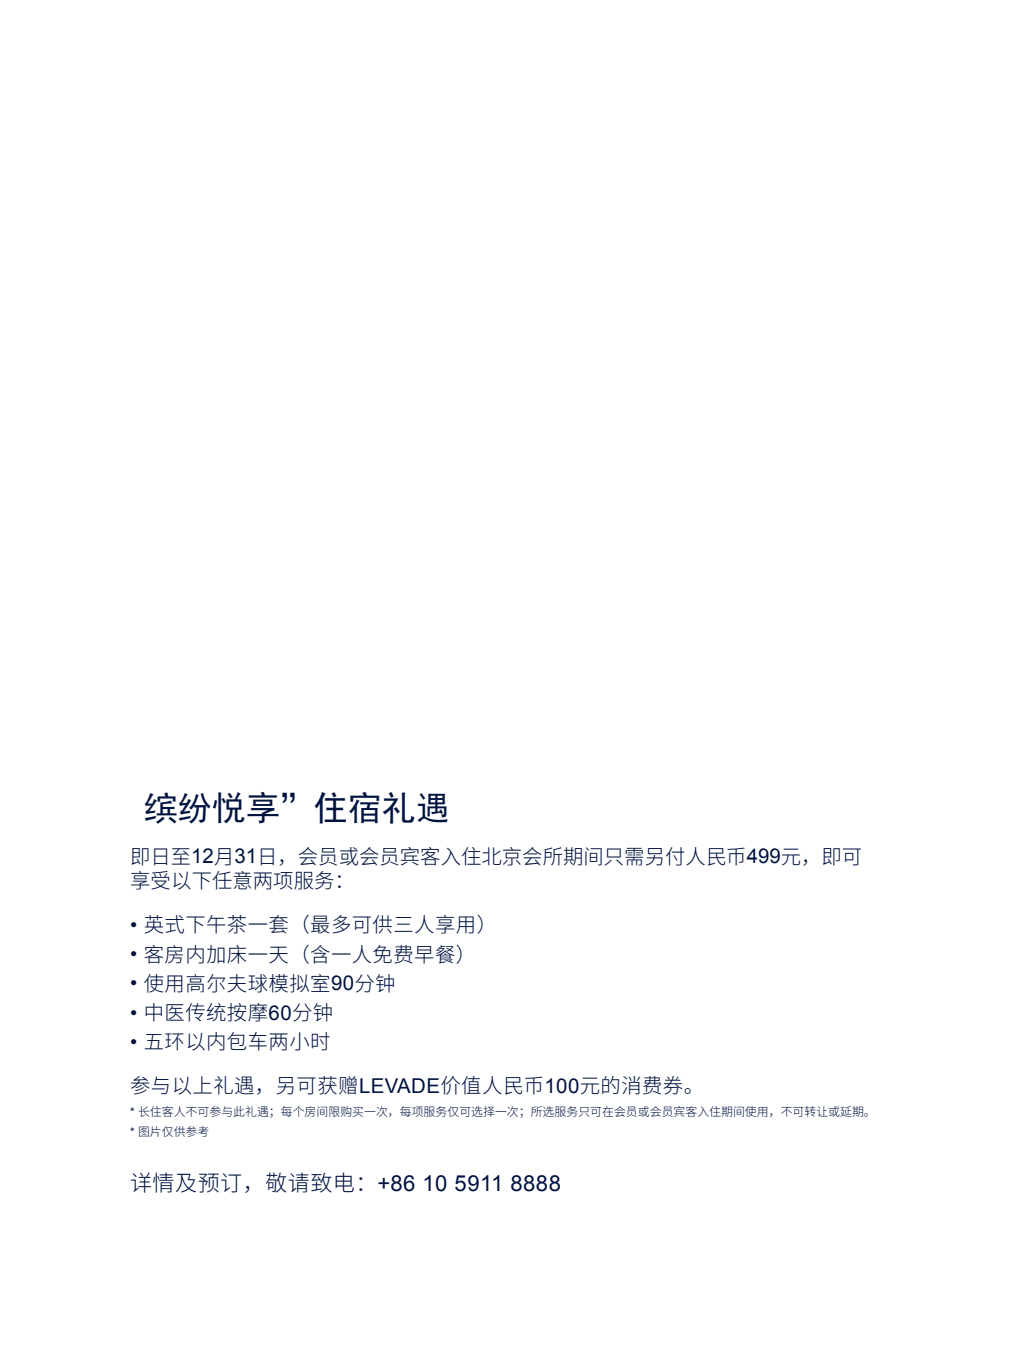 缤纷悦享”住宿礼遇
即日至12月31日，会员或会员宾客入住北京会所期间只需另付人民币499元，即可
享受以下任意两项服务：
• 英式下午茶一套（最多可供三人享用）
• 客房内加床一天（含一人免费早餐）
• 使用高尔夫球模拟室90分钟
• 中医传统按摩60分钟
• 五环以内包车两小时
参与以上礼遇，另可获赠LEVADE价值人民币100元的消费券。
* 长住客人不可参与此礼遇；每个房间限购买一次，每项服务仅可选择一次；所选服务只可在会员或会员宾客入住期间使用，不可转让或延期。
* 图片仅供参考
详情及预订，敬请致电：+86 10 5911 8888